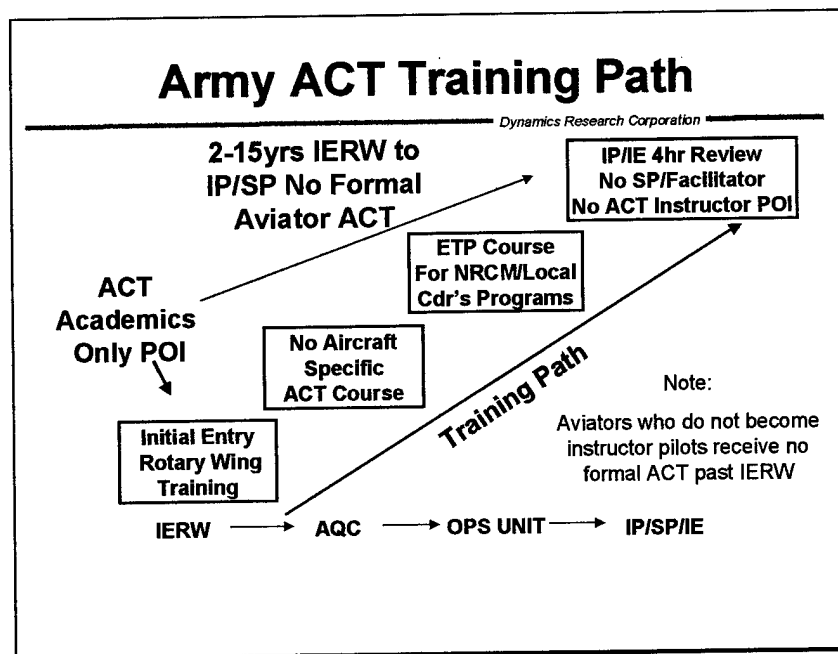 Army ACT Training Path
Dynamics Research Corporation
2-15yrs IERW to
IP/SP No Formal
Aviator ACT
IP/IE 4hr Review
No SP/Facilitator
No ACT Instructor POI
ETP Course
For NRCM/Local
Cdr's Programs
ACT
Academics
Only POI
No Aircraft
Specific
ACT Course
Training Path
Note:
Aviators who do not become
instructor pilots receive no
formal ACT past IERW
Initial Entry
Rotary Wing
Training
IERW AQC OPS UNIT IP/SP/IE